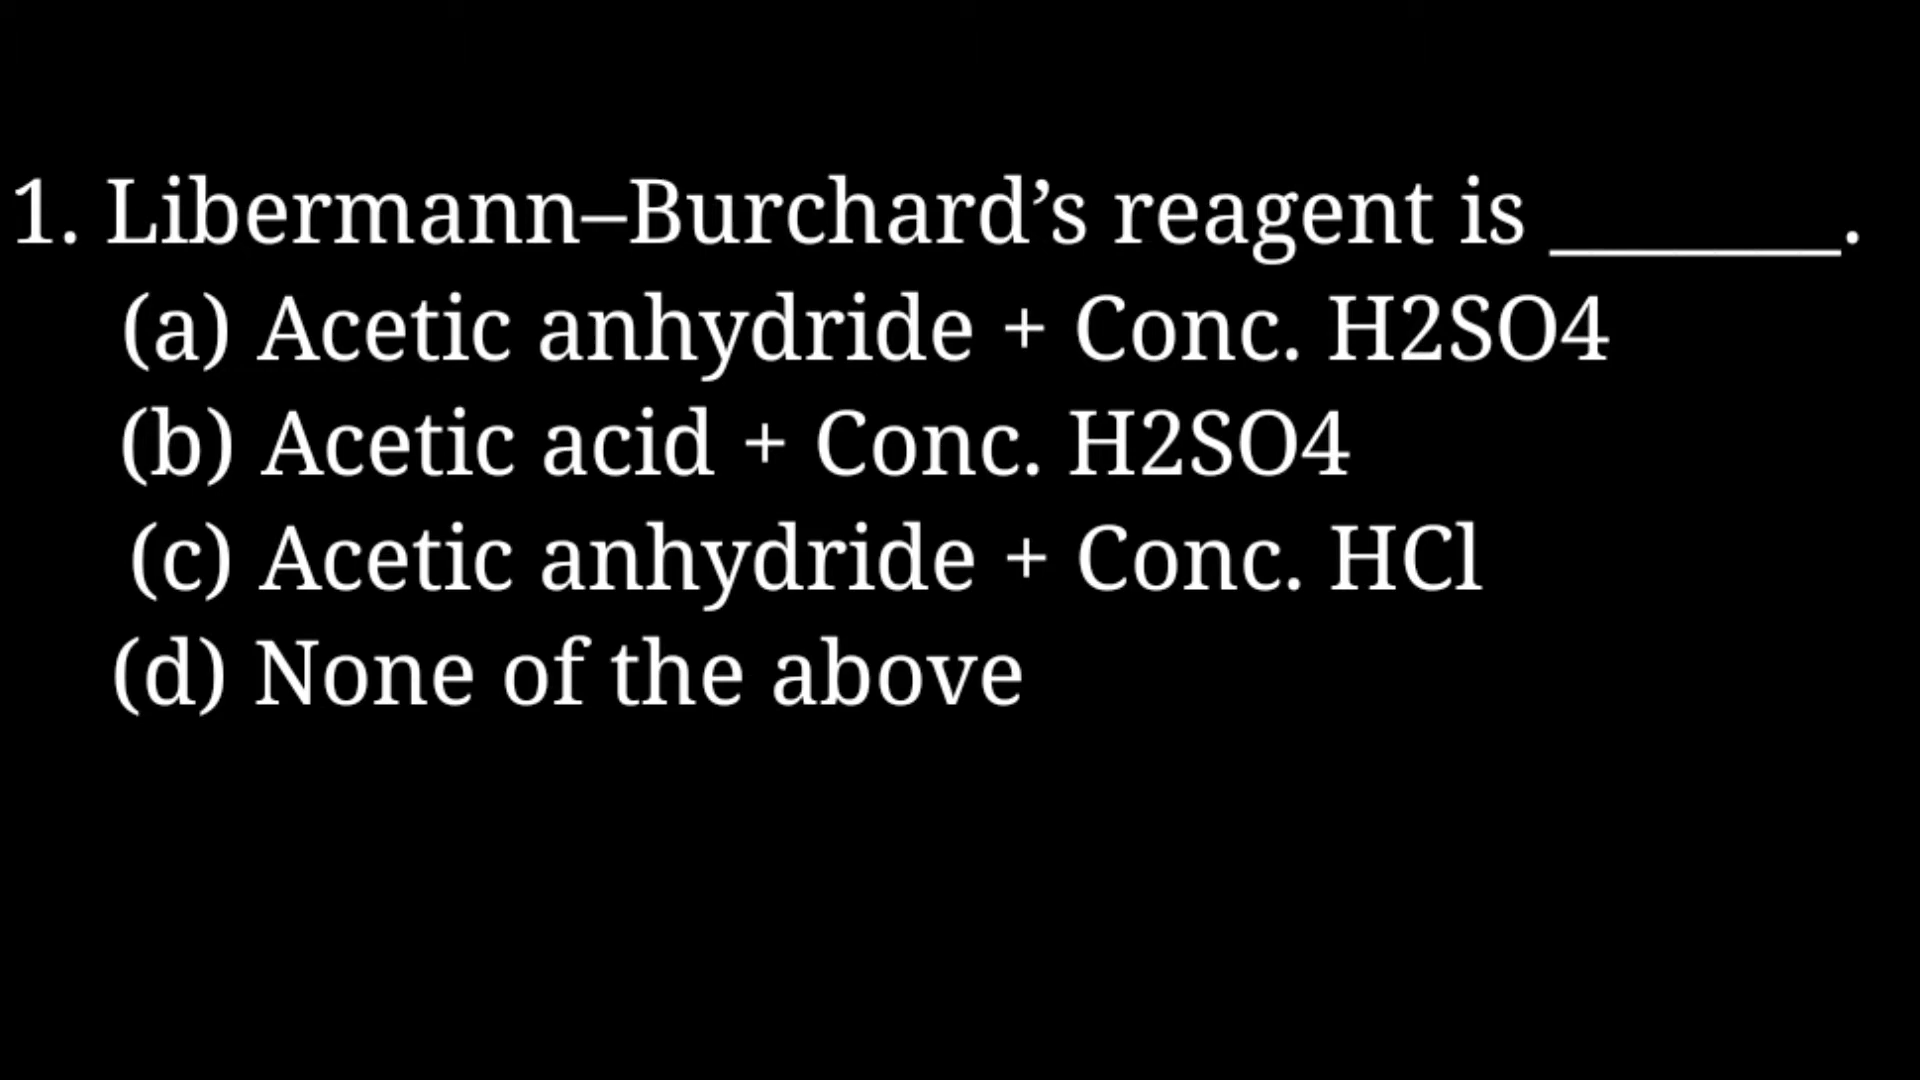 1. Libermann–Burchard’s reagent is ________.
(a) Acetic anhydride + Conc. H2SO4
(b) Acetic acid + Conc. H2SO4
(c) Acetic anhydride + Conc. HCl
(d) None of the above